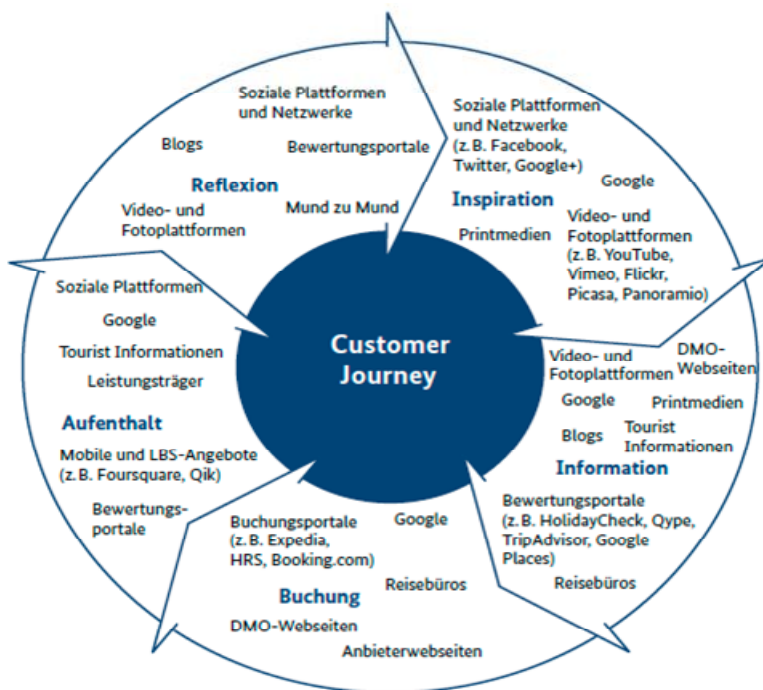 Soziale Plattformen
und Netzwerke
Blogs
Bewertungsportale
Reflexion
Video- und
Fotoplattformen
Mund zu Mund
Soziale Plattformen
und Netzwerke
(z. B. Facebook,
Twitter, Google+)
Google
Inspiration
Printmedien
Video- und
Fotoplattformen
(z. B. YouTube,
Vimeo, Flickr,
Picasa, Panoramio)
Customer
Journey
Video- und
Fotoplattformen
DMO-
Webseiten
Google
Printmedien
Blogs
Tourist
Informationen
Information
Bewertungsportale
(z. B. HolidayCheck, Qype,
TripAdvisor, Google
Places)
Reisebüros
Google
Buchungsportale
(z. B. Expedia,
HRS, Booking.com)
Reisebüros
Buchung
DMO-Webseiten
Anbieterwebseiten
Soziale Plattformen
Google
Tourist Informationen
Leistungsträger
Aufenthalt
Mobile und LBS-Angebote
(z. B. Foursquare, Qik)
Bewertungs-
portale